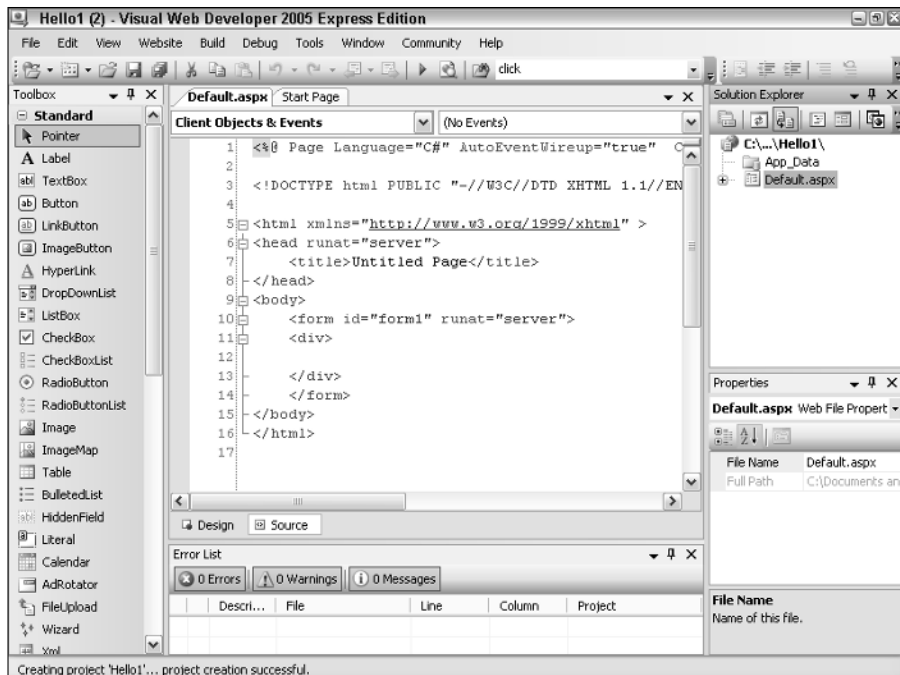 Hello1 (2) - Visual Web Developer 2005 Express Edition
File Edit View Website Build Debug Tools Window Community Help
click
Toolbox
Standard
Pointer
A Label
abl TextBox
ab Button
ab LinkButton
ImageButton
A HyperLink
DropDownList
ListBox
CheckBox
CheckBoxList
RadioButton
RadioButtonList
Image
ImageMap
Table
BulletedList
abl HiddenField
Literal
Calendar
AdRotator
FileUpload
Wizard
Xml
Default.aspx Start Page
Client Objects & Events (No Events)
1 <%@ Page Language="C#" AutoEventWireup="true" C
2
3 <!DOCTYPE html PUBLIC "-//W3C//DTD XHTML 1.1//EN
4
5 <html xmlns="http://www.w3.org/1999/xhtml" >
6 <head runat="server">
7 <title>Untitled Page</title>
8 </head>
9 <body>
10 <form id="form1" runat="server">
11 <div>
12
13 </div>
14 </form>
15 </body>
16 </html>
17
Design Source
Error List
0 Errors 0 Warnings 0 Messages
Descri... File Line Column Project
Solution Explorer
C:\...\Hello1\
App_Data
Default.aspx
Properties
Default.aspx Web File Propert
File Name Default.aspx
Full Path C:\Documents an
File Name
Name of this file.
Creating project 'Hello1'... project creation successful.